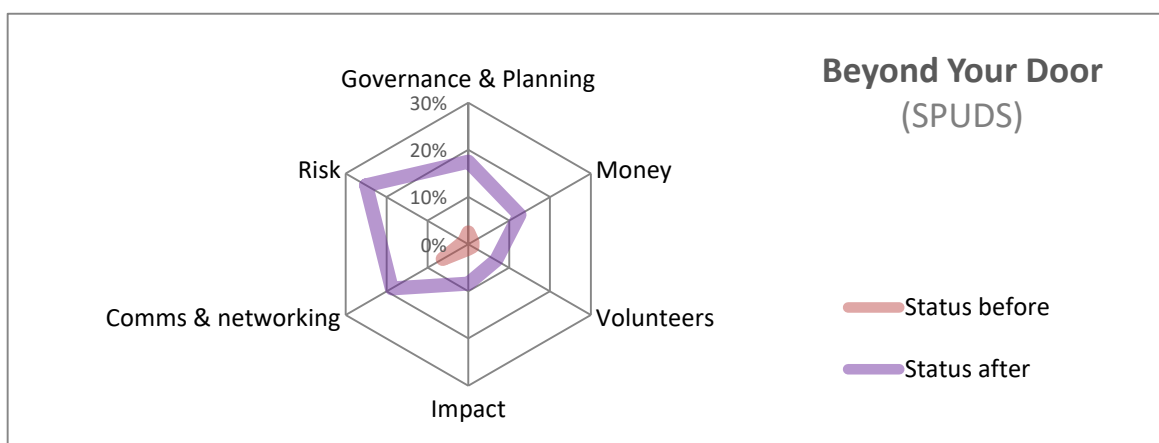 Beyond Your Door
(SPUDS)
Governance & Planning
30%
20%
10%
0%
Risk
Money
Comms & networking
Volunteers
Impact
Status before
Status after